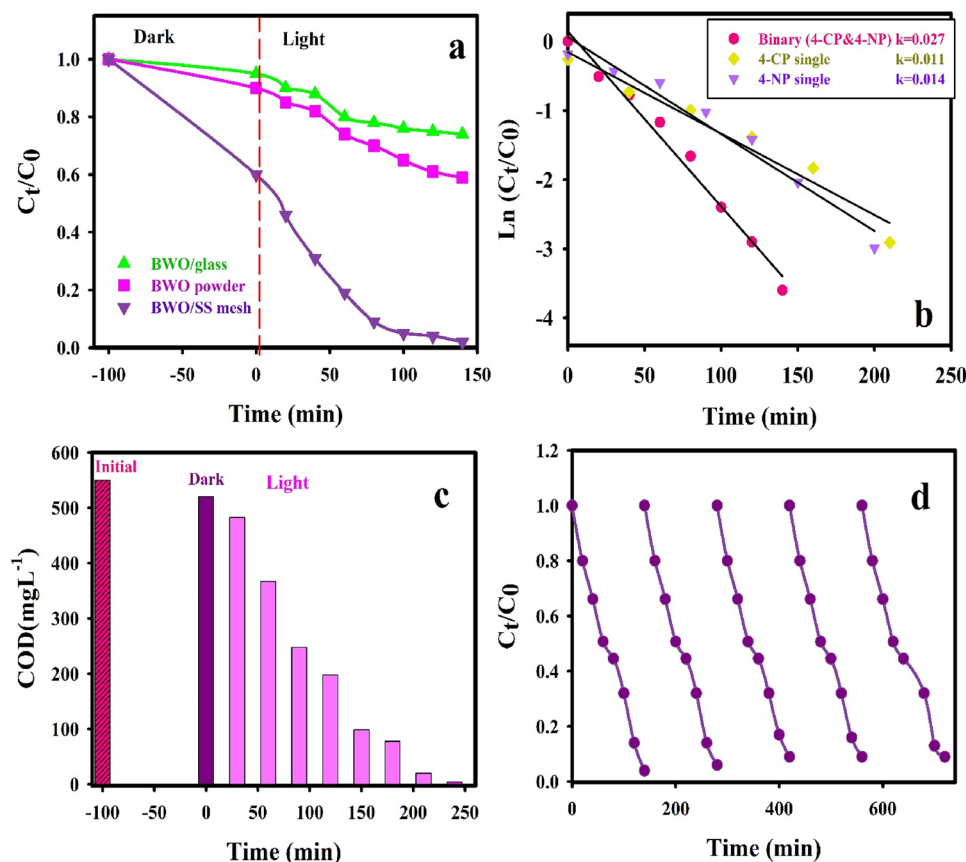 Dark
Light
a
1.0
0.8
0.6
0.4
0.2
0.0
Ct/C0
BWO/glass
BWO powder
BWO/SS mesh
-100
-50
0
50
100
150
Time (min)
0
-1
-2
-3
-4
Ln (Ct/C0)
Binary (4-CP&4-NP) k=0.027
4-CP single k=0.011
4-NP single k=0.014
b
0
50
100
150
200
250
Time (min)
600
500
400
300
200
100
0
COD(mgL⁻¹)
Initial
Dark
Light
c
-100
-50
0
50
100
150
200
250
Time (min)
1.2
1.0
0.8
0.6
0.4
0.2
0.0
Ct/C0
d
0
200
400
600
Time (min)